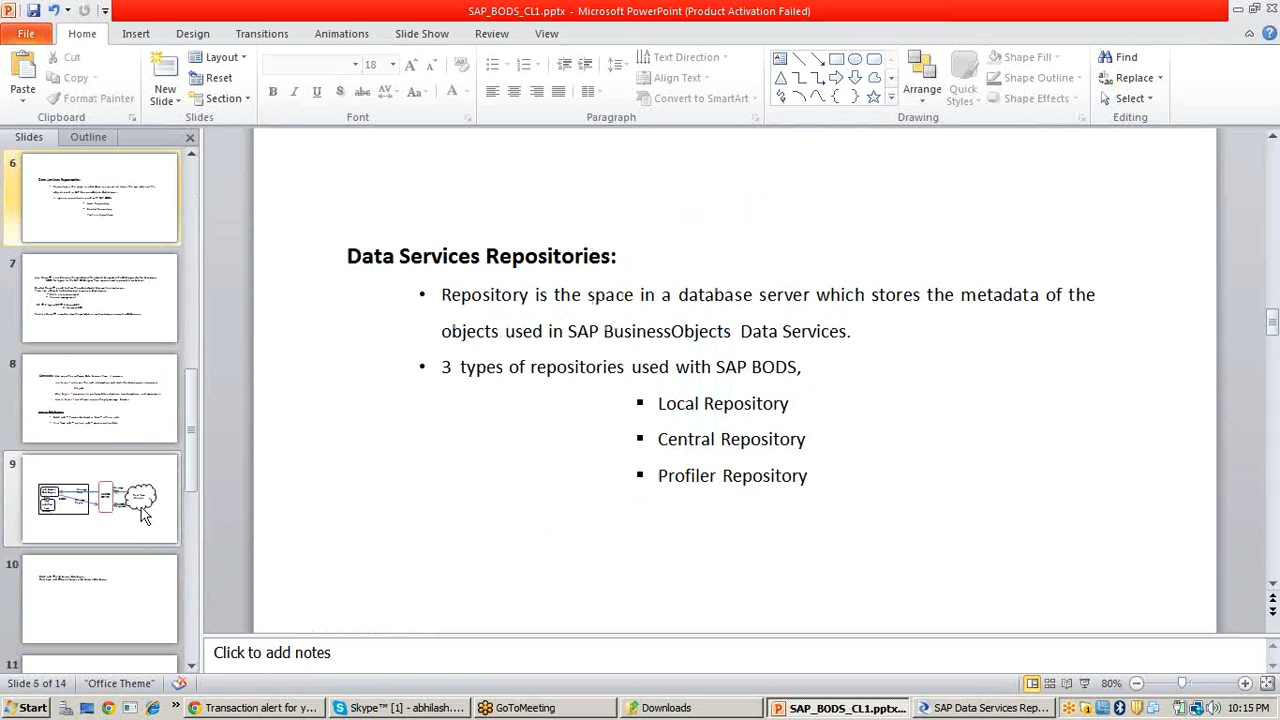 SAP_BODS_CL1.pptx - Microsoft PowerPoint (Product Activation Failed)
File Home Insert Design Transitions Animations Slide Show Review View
Paste
Cut
Copy
Format Painter
Clipboard
New Slide
Layout
Reset
Section
Slides
18
Font
Text Direction
Align Text
Convert to SmartArt
Paragraph
Arrange
Quick Styles
Shape Fill
Shape Outline
Shape Effects
Drawing
Find
Replace
Select
Editing
Slides Outline
6
7
8
9
10
11
Data Services Repositories:
• Repository is the space in a database server which stores the metadata of the
objects used in SAP BusinessObjects Data Services.
• 3 types of repositories used with SAP BODS,
▪ Local Repository
▪ Central Repository
▪ Profiler Repository
Click to add notes
Slide 5 of 14 "Office Theme" 80%
Start Transaction alert for y... Skype™ [1] - abhilash... GoToMeeting Downloads SAP_BODS_CL1.pptx... SAP Data Services Rep... 10:15 PM